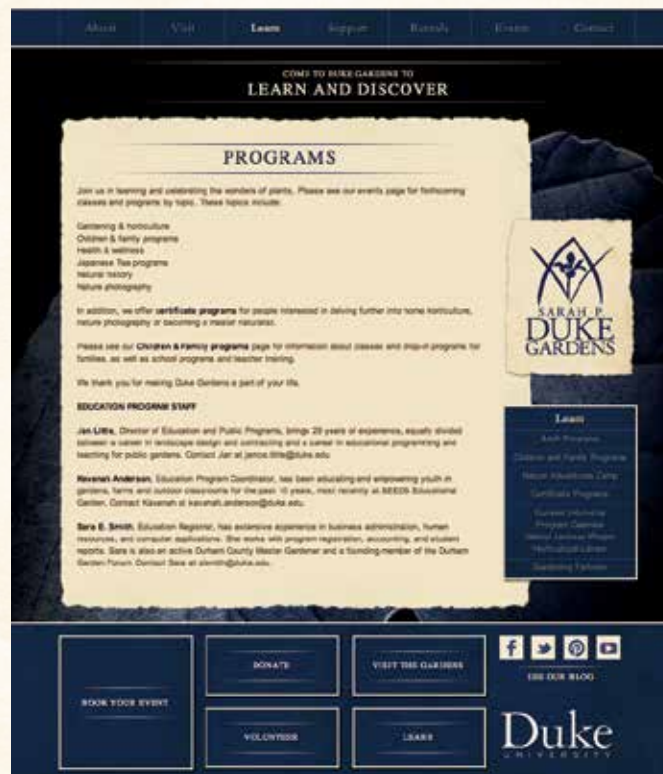 About Visit Learn Support Rentals Events Contact
COME TO DUKE GARDENS TO
LEARN AND DISCOVER
PROGRAMS
Join us in learning and celebrating the wonders of plants. Please see our events page for forthcoming
classes and programs by topic. These topics include:
Gardening & horticulture
Children & family programs
Health & wellness
Japanese Tea programs
Natural history
Nature photography
In addition, we offer certificate programs for people interested in delving further into home horticulture,
nature photography or becoming a master naturalist.
Please see our Children & Family programs page for information about classes and drop-in programs for
families, as well as school programs and teacher training.
We thank you for making Duke Gardens a part of your life.
EDUCATION PROGRAM STAFF
Jan Little, Director of Education and Public Programs, brings 29 years of experience, equally divided
between a career in landscape design and contracting and a career in educational programming and
teaching for public gardens. Contact Jan at janice.little@duke.edu.
Kavanah Anderson, Education Program Coordinator, has been educating and empowering youth in
gardens, farms and outdoor classrooms for the past 10 years, most recently at SEEDS Educational
Garden. Contact Kavanah at kavanah.anderson@duke.edu.
Sara E. Smith, Education Registrar, has extensive experience in business administration, human
resources, and computer applications. She works with program registration, accounting, and student
reports. Sara is also an active Durham County Master Gardener and a founding member of the Durham
Garden Forum. Contact Sara at
SARAH P.
DUKE
GARDENS
Learn
Adult Programs
Children and Family Programs
Nature Adventures Camp
Certificate Programs
Summer Internship
Program Calendar
Horticultural Library
Gardening Partners
BOOK YOUR EVENT
DONATE
VISIT THE GARDENS
VOLUNTEER
LEARN
SEE OUR BLOG
Duke
UNIVERSITY